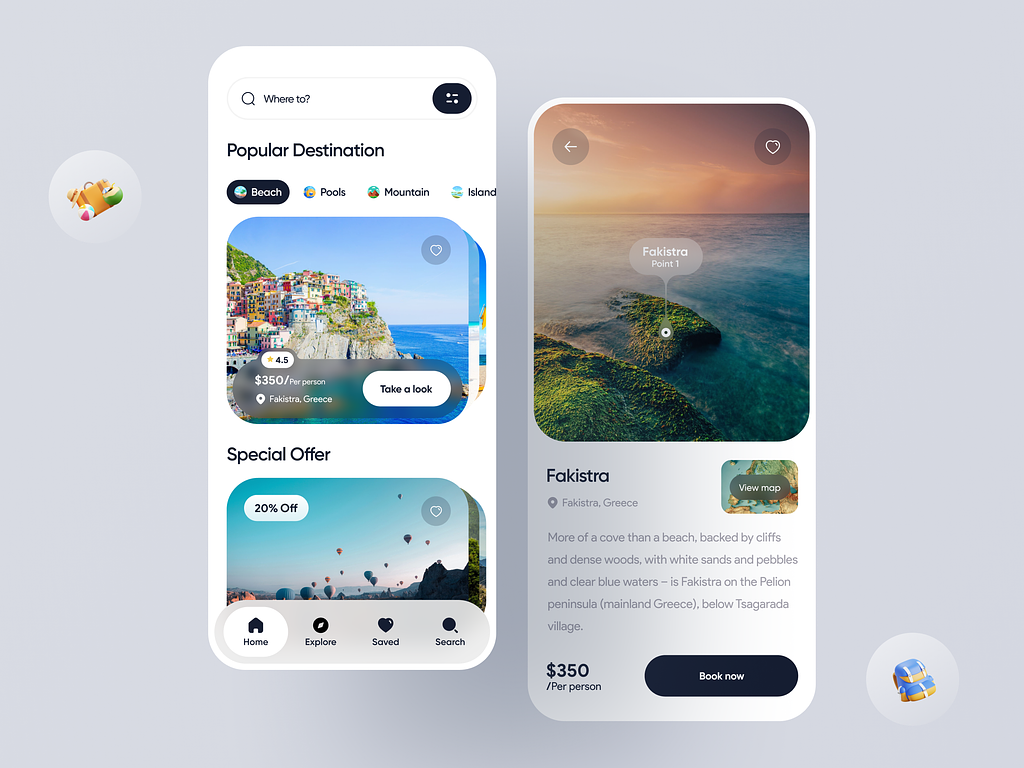 Where to?
Popular Destination
Beach
Pools
Mountain
Island
4.5
$350/Per person
Fakistra, Greece
Take a look
Special Offer
20% Off
Home
Explore
Saved
Search
Fakistra
Point 1
Fakistra
Fakistra, Greece
View map
More of a cove than a beach, backed by cliffs
and dense woods, with white sands and pebbles
and clear blue waters – is Fakistra on the Pelion
peninsula (mainland Greece), below Tsagarada
village.
$350
/Per person
Book now